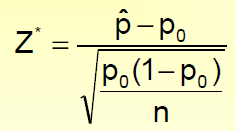 Z* = (p̂ − p₀) / √(p₀(1−p₀) / n)